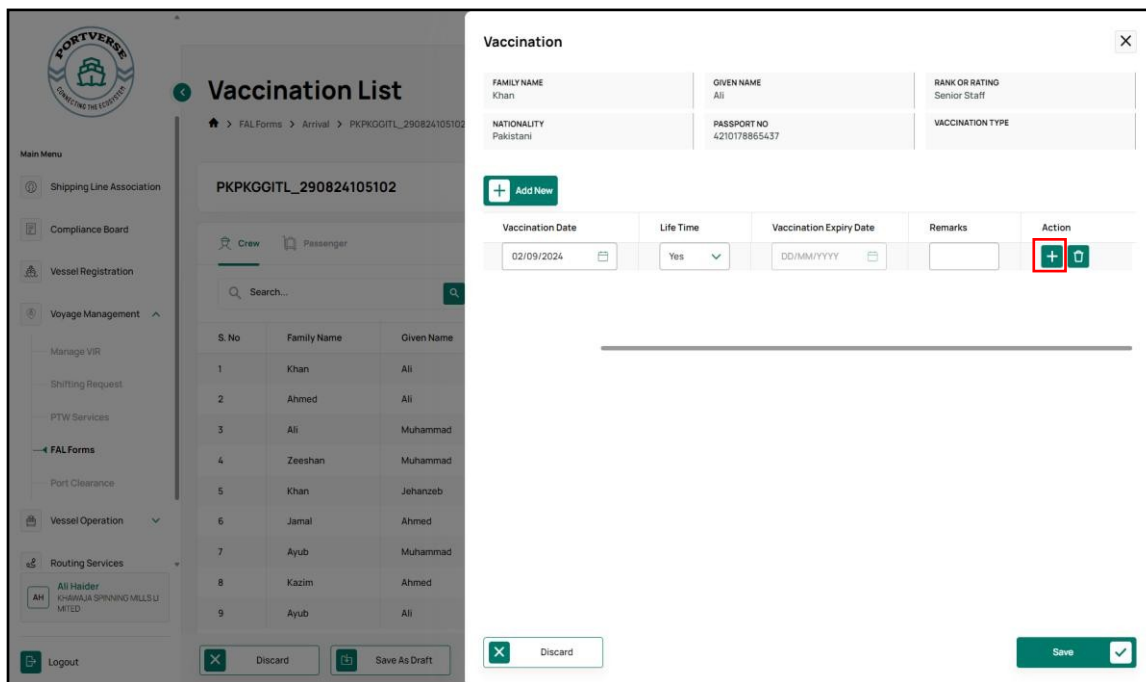 PORTVERSE
CONNECTING THE ECOSYSTEM
Main Menu
Shipping Line Association
Compliance Board
Vessel Registration
Voyage Management
Manage VIR
Shifting Request
PTW Services
FAL Forms
Port Clearance
Vessel Operation
Routing Services
AH
Ali Haider
KHAWAJA SPINNING MILLS LI
MITED
Logout
Vaccination List
> FAL Forms > Arrival > PKPKGGITL_290824105102
PKPKGGITL_290824105102
Crew Passenger
Search...
S. No Family Name Given Name
1 Khan Ali
2 Ahmed Ali
3 Ali Muhammad
4 Zeeshan Muhammad
5 Khan Jehanzeb
6 Jamal Ahmed
7 Ayub Muhammad
8 Kazim Ahmed
9 Ayub Ali
Discard Save As Draft
Vaccination
FAMILY NAME GIVEN NAME RANK OR RATING
Khan Ali Senior Staff
NATIONALITY PASSPORT NO VACCINATION TYPE
Pakistani 4210178865437
Add New
Vaccination Date Life Time Vaccination Expiry Date Remarks Action
02/09/2024 Yes DD/MM/YYYY
Discard Save